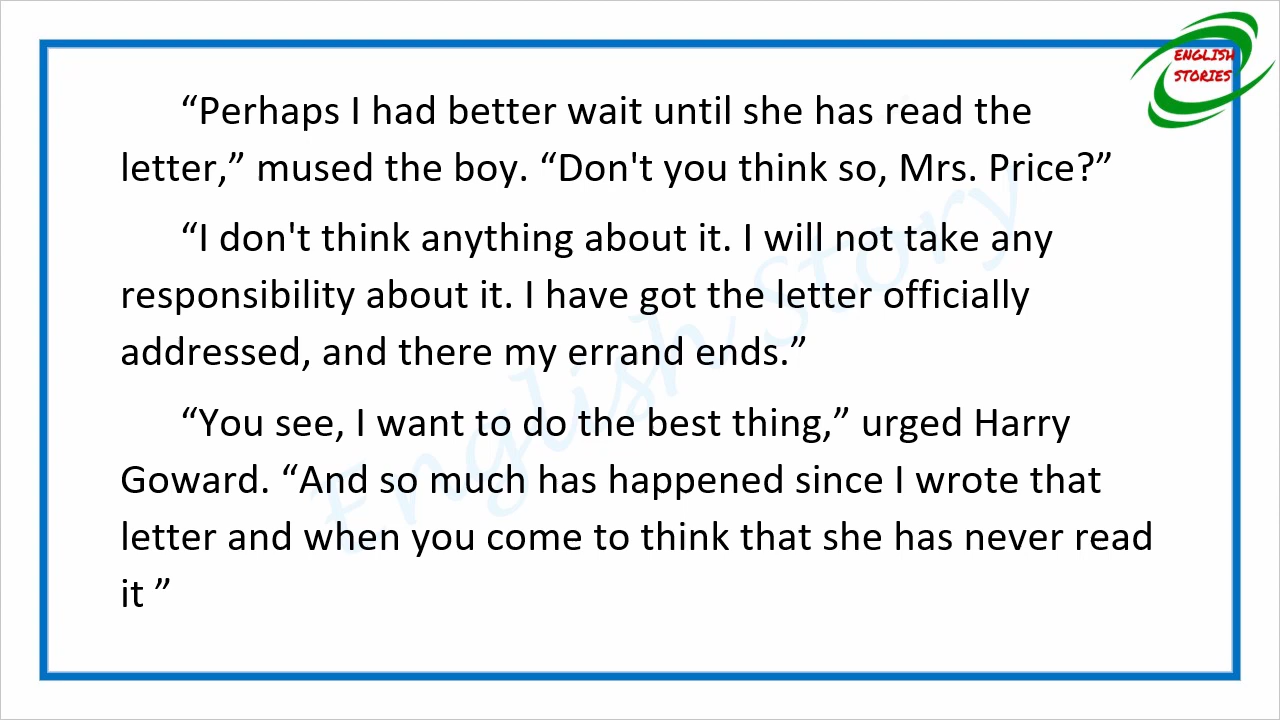 ENGLISH
STORIES
“Perhaps I had better wait until she has read the
letter,” mused the boy. “Don't you think so, Mrs. Price?”
“I don't think anything about it. I will not take any
responsibility about it. I have got the letter officially
addressed, and there my errand ends.”
“You see, I want to do the best thing,” urged Harry
Goward. “And so much has happened since I wrote that
letter and when you come to think that she has never read
it ”
English Story